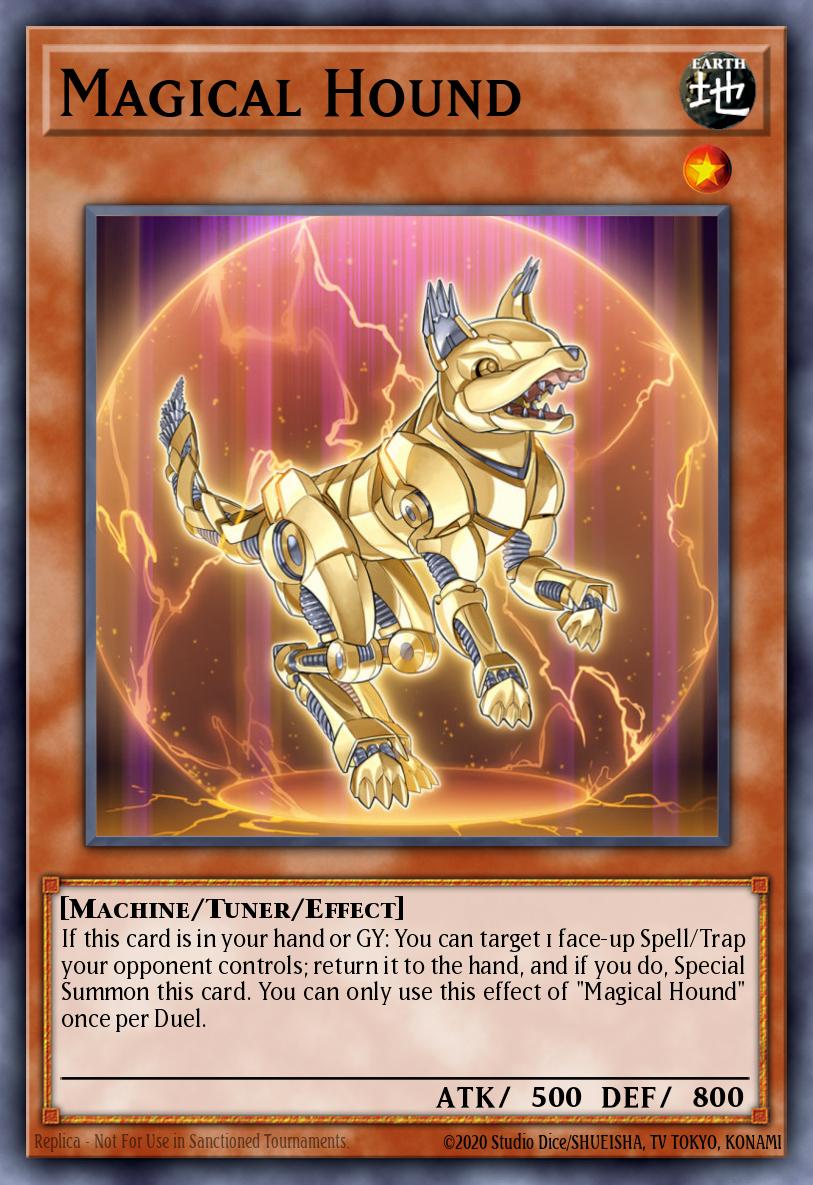 Magical Hound
EARTH
地
[Machine/Tuner/Effect]
If this card is in your hand or GY: You can target 1 face-up Spell/Trap
your opponent controls; return it to the hand, and if you do, Special
Summon this card. You can only use this effect of "Magical Hound"
once per Duel.
ATK/ 500 DEF/ 800
Replica - Not For Use in Sanctioned Tournaments.
©2020 Studio Dice/SHUEISHA, TV TOKYO, KONAMI